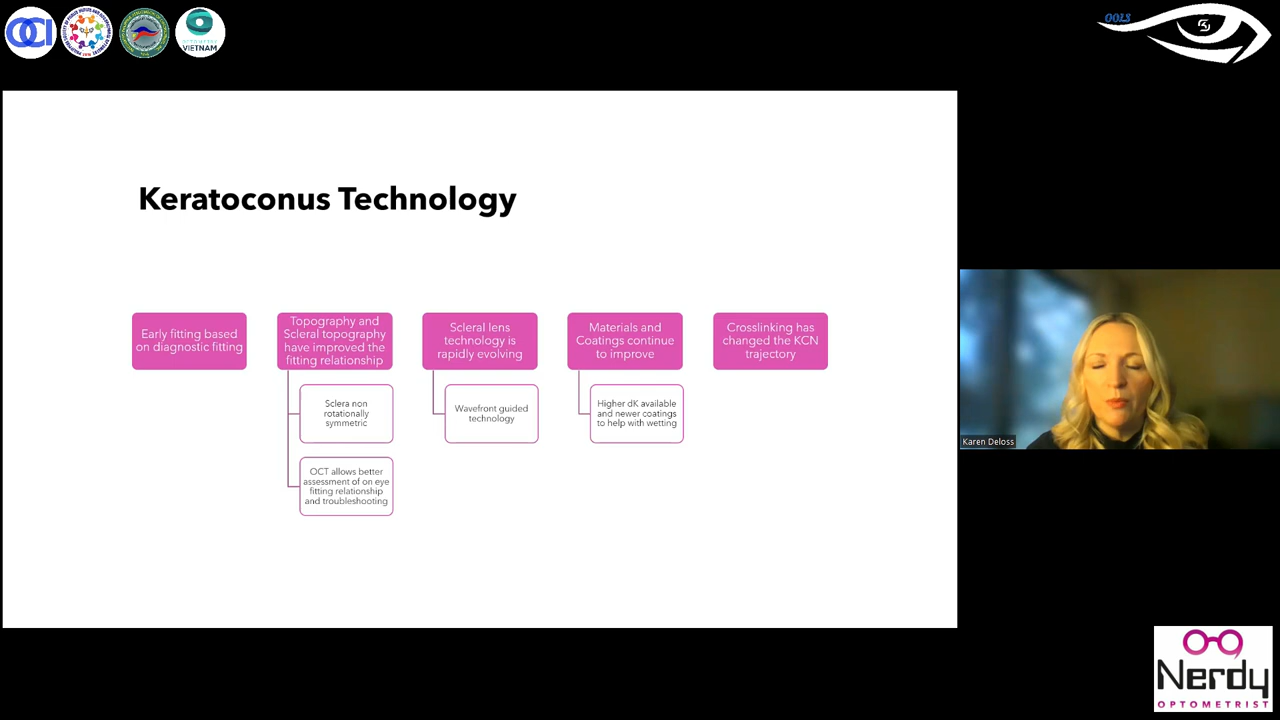 OCI
OPTOMETRY
VIETNAM
OOLS
Keratoconus Technology
Early fitting based
on diagnostic fitting
Topography and
Scleral topography
have improved the
fitting relationship
Sclera non
rotationally
symmetric
OCT allows better
assessment of on eye
fitting relationship
and troubleshooting
Scleral lens
technology is
rapidly evolving
Wavefront guided
technology
Materials and
Coatings continue
to improve
Higher dK available
and newer coatings
to help with wetting
Crosslinking has
changed the KCN
trajectory
Karen Deloss
Nerdy
OPTOMETRIST